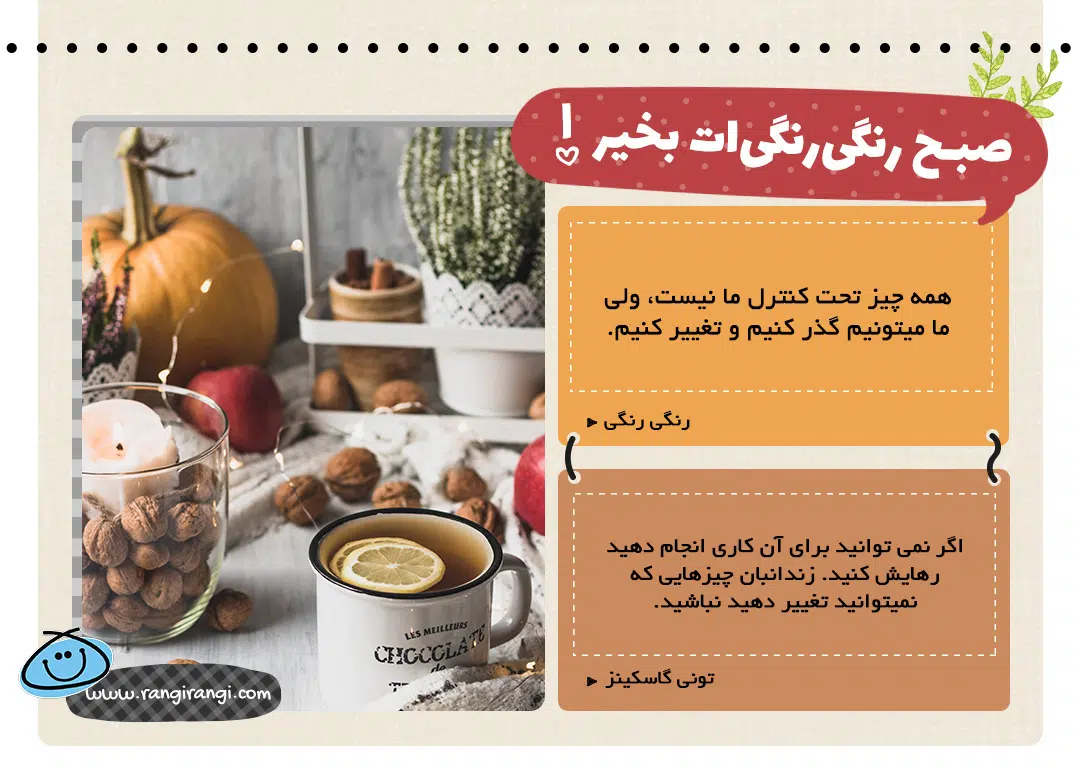 صبح رنگی‌رنگی‌ات بخیر !
همه چیز تحت کنترل ما نیست، ولی
ما میتونیم گذر کنیم و تغییر کنیم.
رنگی رنگی
اگر نمی توانید برای آن کاری انجام دهید
رهایش کنید. زندانبان چیزهایی که
نمیتوانید تغییر دهید نباشید.
تونی گاسکینز
LES MEILLEURS
CHOCOLATE
de
www.rangirangi.com